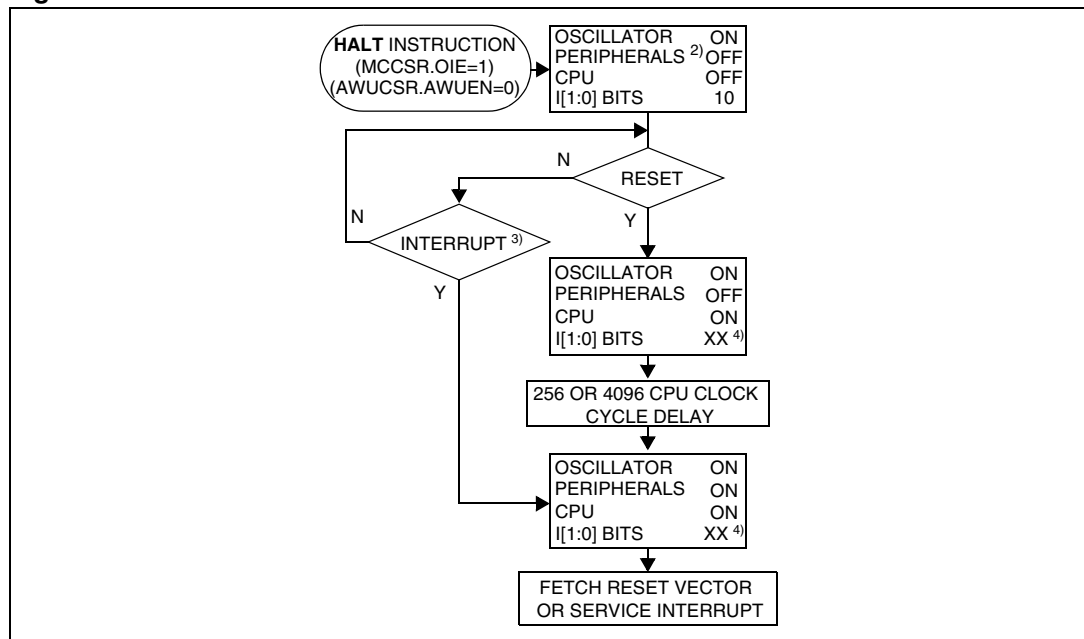 HALT INSTRUCTION
(MCCSR.OIE=1)
(AWUCSR.AWUEN=0)
OSCILLATOR ON
PERIPHERALS 2) OFF
CPU OFF
I[1:0] BITS 10
N
RESET
N
Y
INTERRUPT 3)
Y
OSCILLATOR ON
PERIPHERALS OFF
CPU ON
I[1:0] BITS XX 4)
256 OR 4096 CPU CLOCK
CYCLE DELAY
OSCILLATOR ON
PERIPHERALS ON
CPU ON
I[1:0] BITS XX 4)
FETCH RESET VECTOR
OR SERVICE INTERRUPT